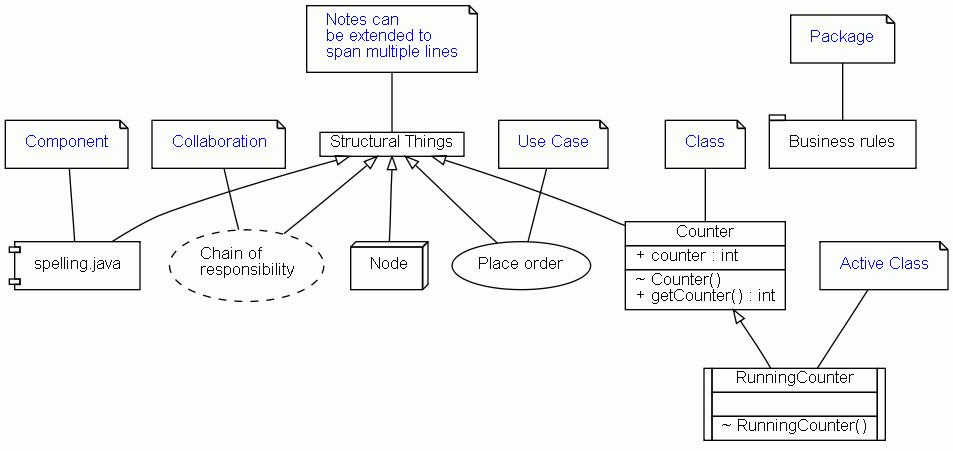 Notes can
be extended to
span multiple lines
Package
Component
Collaboration
Structural Things
Use Case
Class
Business rules
spelling.java
Chain of
responsibility
Node
Place order
Counter
+ counter : int
~ Counter()
+ getCounter() : int
Active Class
RunningCounter
~ RunningCounter()